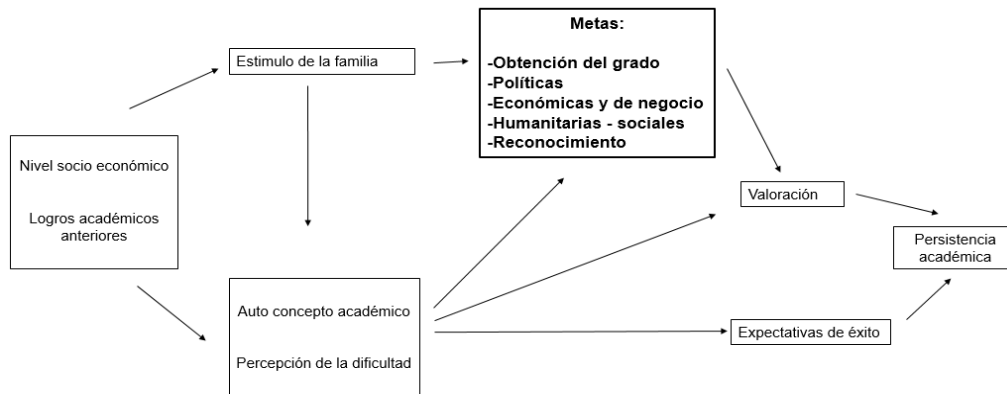 Metas:
Estimulo de la familia
-Obtención del grado
-Políticas
-Económicas y de negocio
-Humanitarias - sociales
-Reconocimiento
Nivel socio económico
Logros académicos
anteriores
Valoración
Persistencia
académica
Auto concepto académico
Percepción de la dificultad
Expectativas de éxito